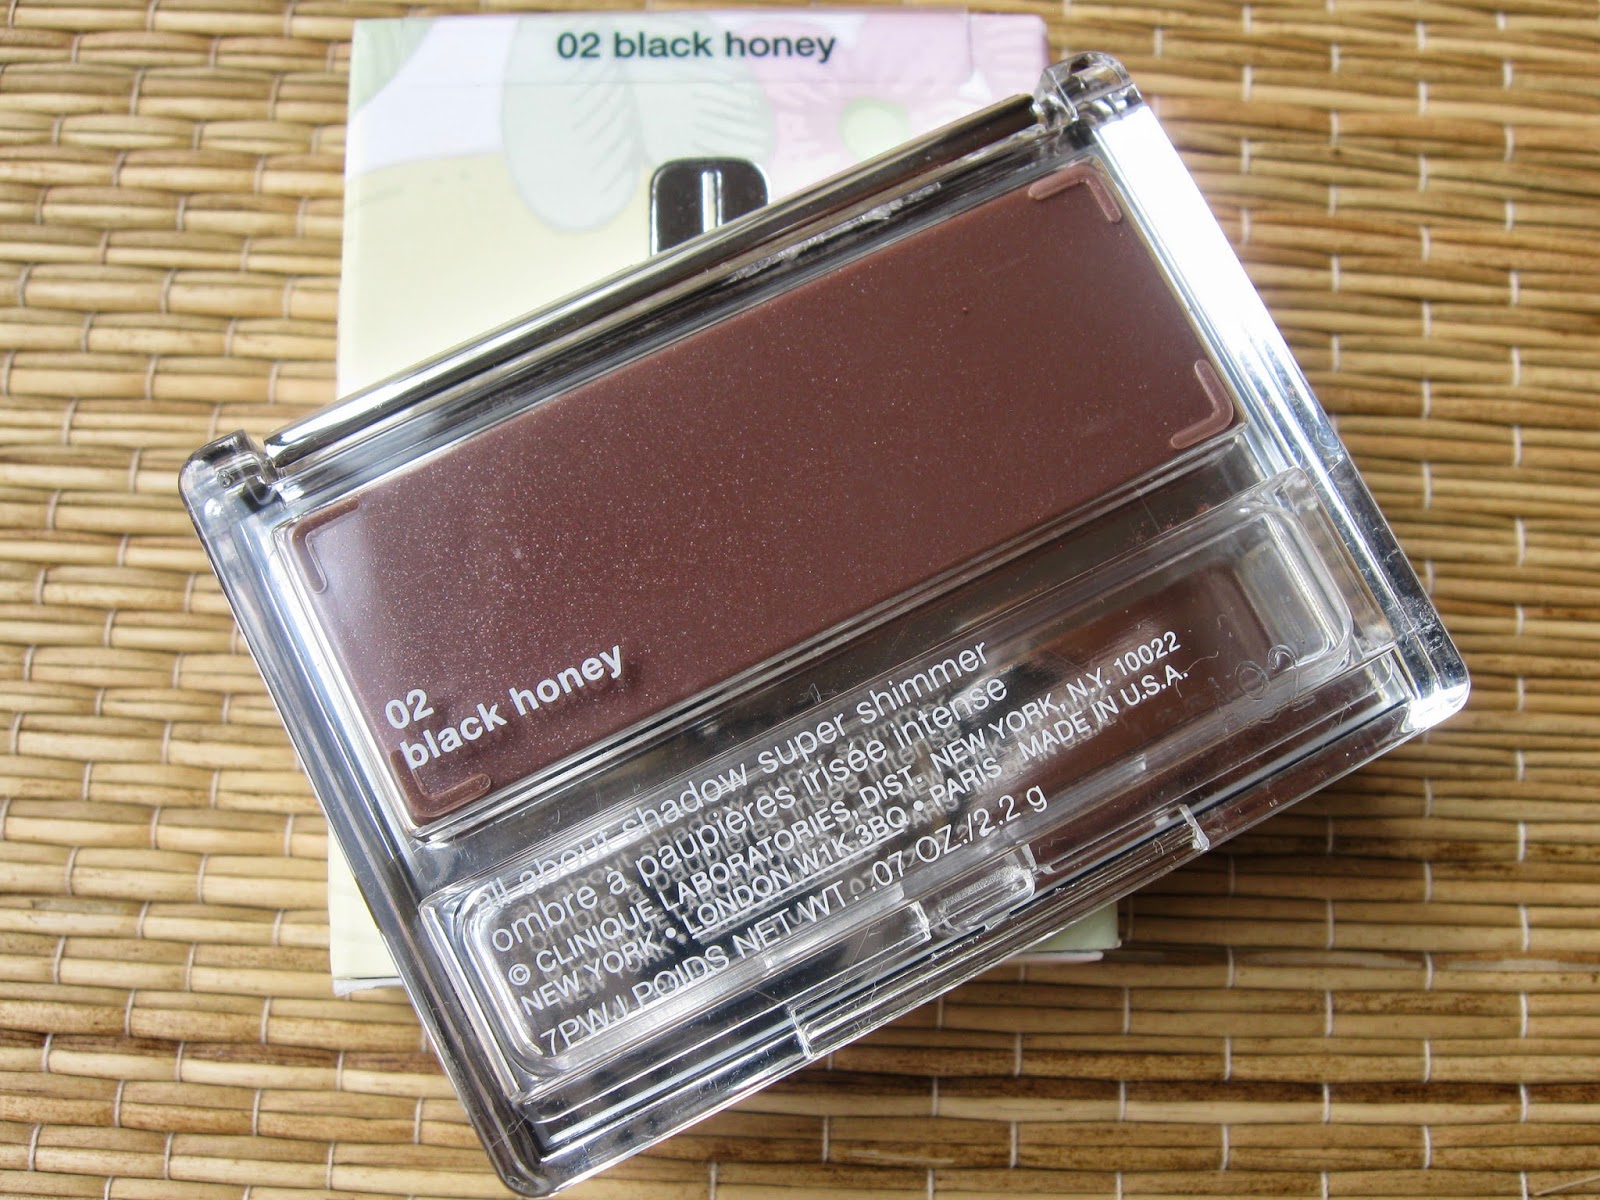 02 black honey
02
black honey
all about shadow super shimmer
ombre à paupières irisée intense
© CLINIQUE LABORATORIES, DIST. NEW YORK, N.Y. 10022
NEW YORK • LONDON W1K 3BQ • PARIS MADE IN U.S.A.
7PWJ POIDS NET WT. .07 OZ./2.2 g